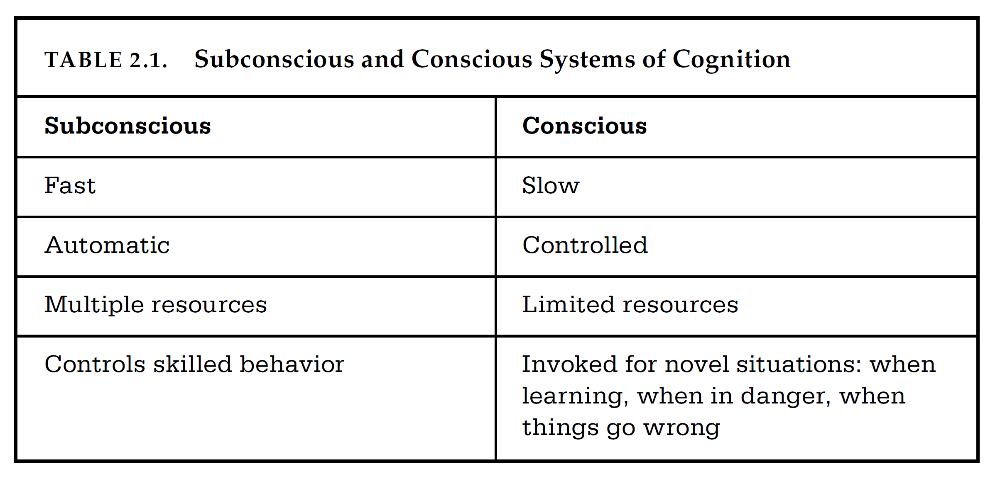 TABLE 2.1. Subconscious and Conscious Systems of Cognition
Subconscious
Conscious
Fast
Slow
Automatic
Controlled
Multiple resources
Limited resources
Controls skilled behavior
Invoked for novel situations: when
learning, when in danger, when
things go wrong